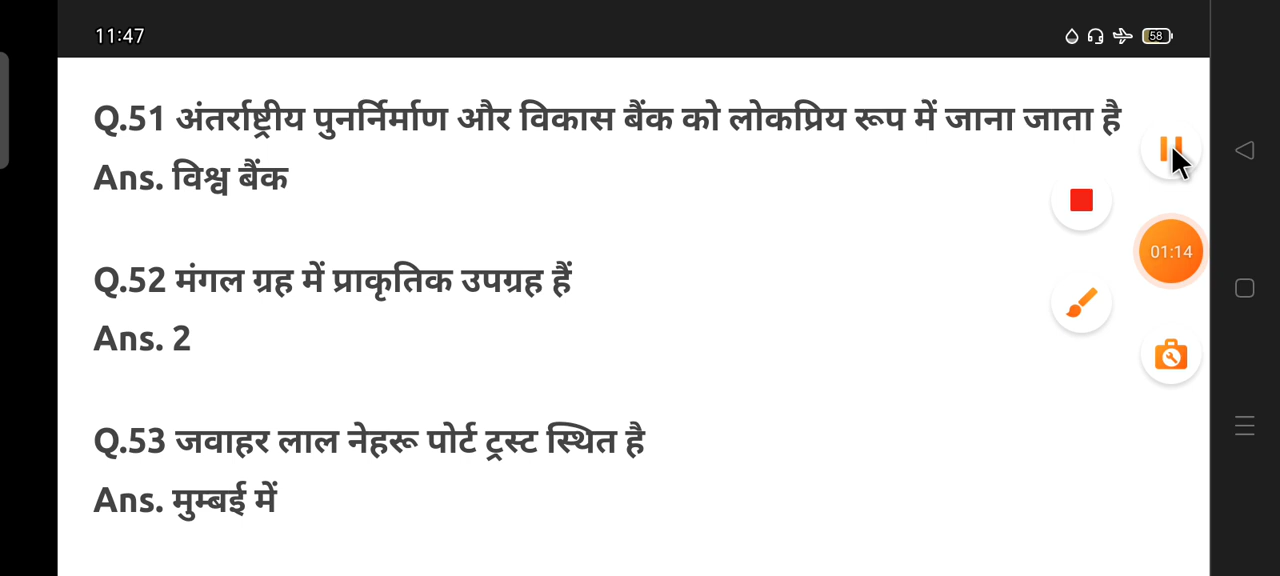 11:47
58
Q.51 अंतर्राष्ट्रीय पुनर्निर्माण और विकास बैंक को लोकप्रिय रूप में जाना जाता है
Ans. विश्व बैंक
01:14
Q.52 मंगल ग्रह में प्राकृतिक उपग्रह हैं
Ans. 2
Q.53 जवाहर लाल नेहरू पोर्ट ट्रस्ट स्थित है
Ans. मुम्बई में